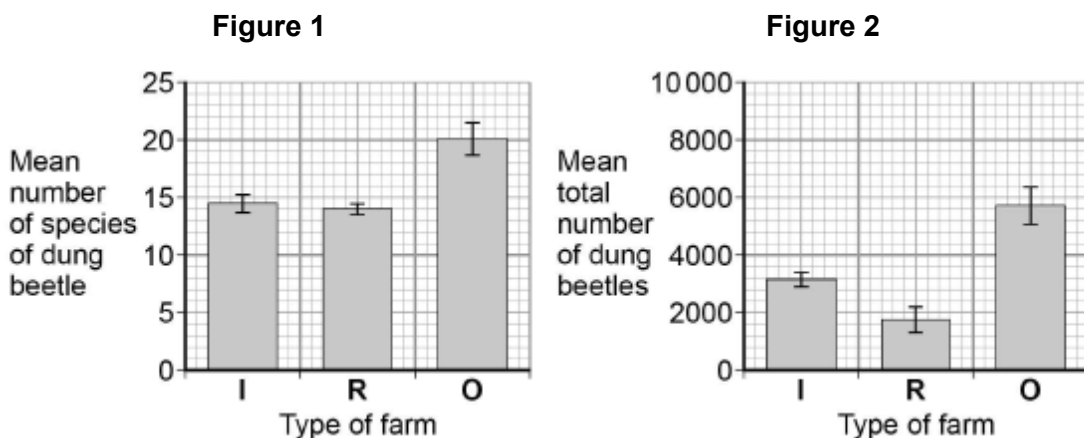 Figure 1
25
20
15
10
5
0
Mean
number
of species
of dung
beetle
I R O
Type of farm
Figure 2
10 000
8000
6000
4000
2000
0
Mean
total
number
of dung
beetles
I R O
Type of farm